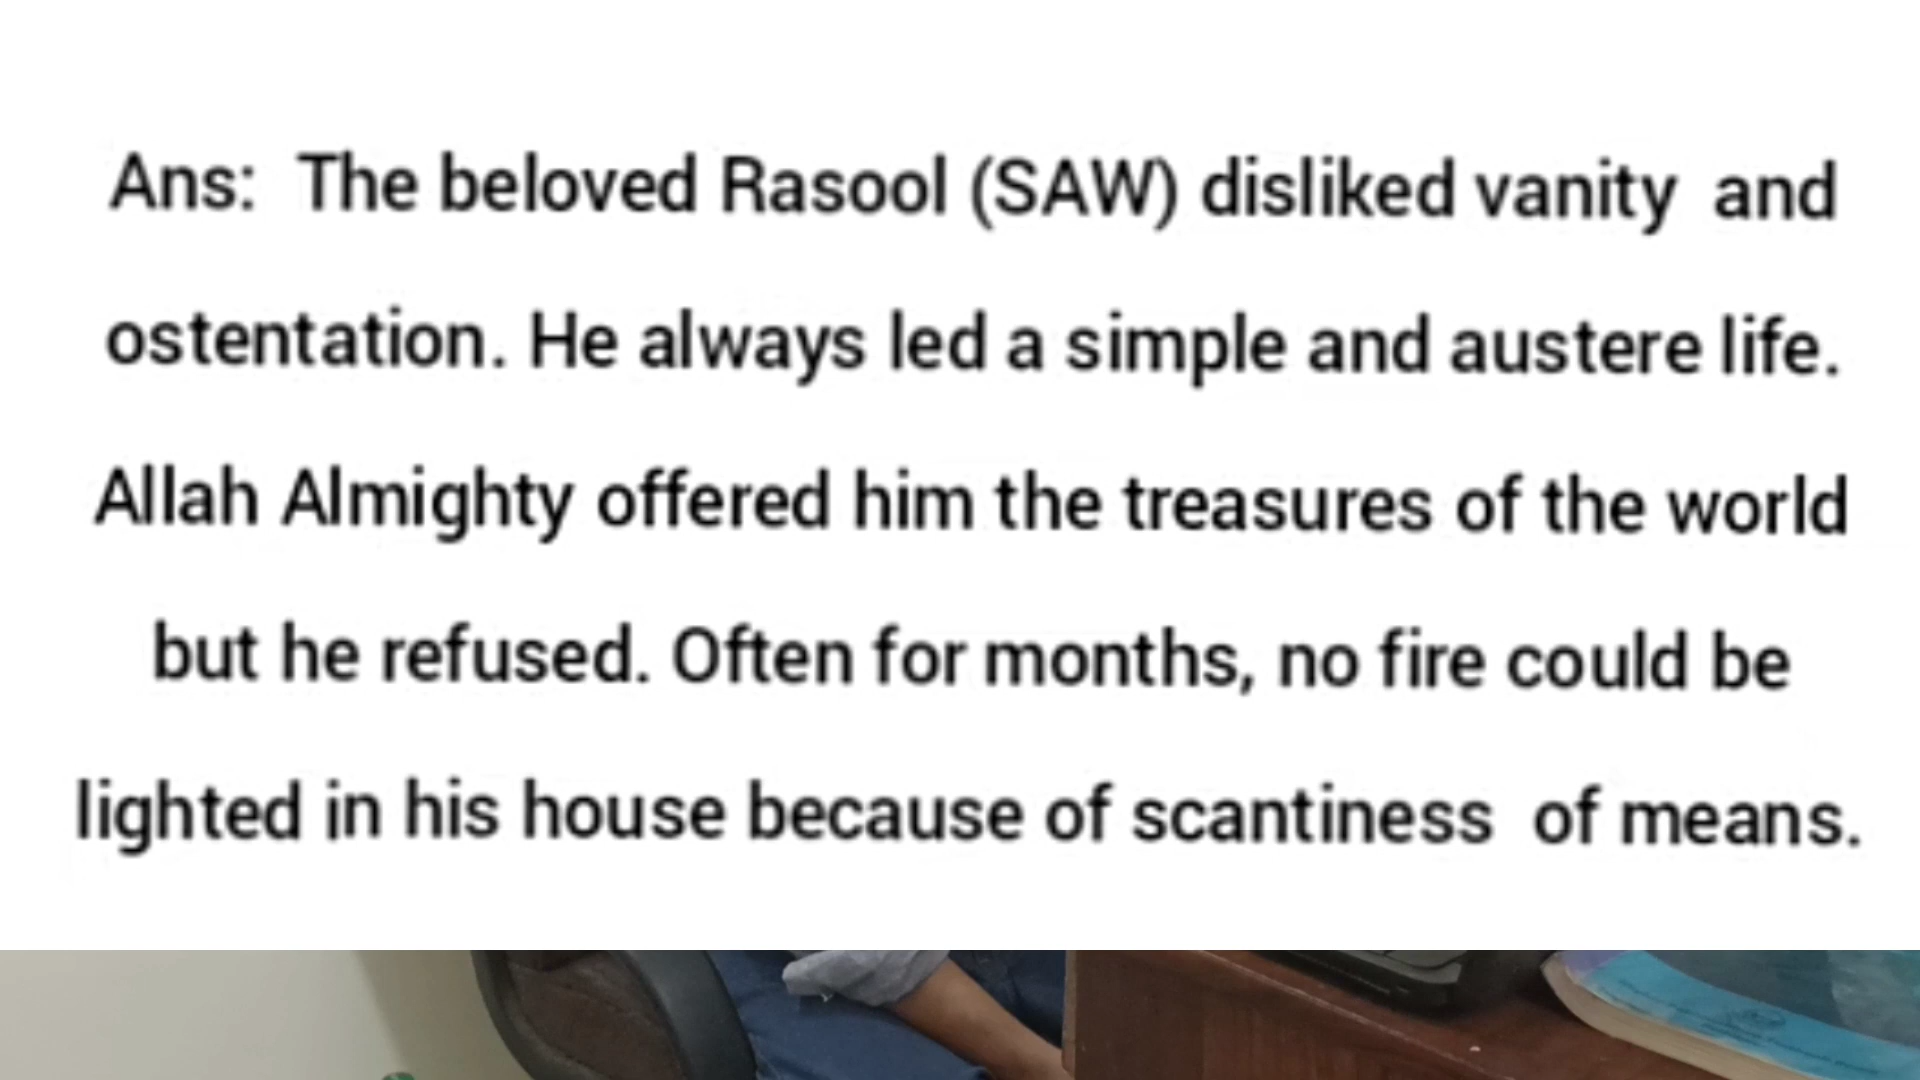 Ans: The beloved Rasool (SAW) disliked vanity and
ostentation. He always led a simple and austere life.
Allah Almighty offered him the treasures of the world
but he refused. Often for months, no fire could be
lighted in his house because of scantiness of means.